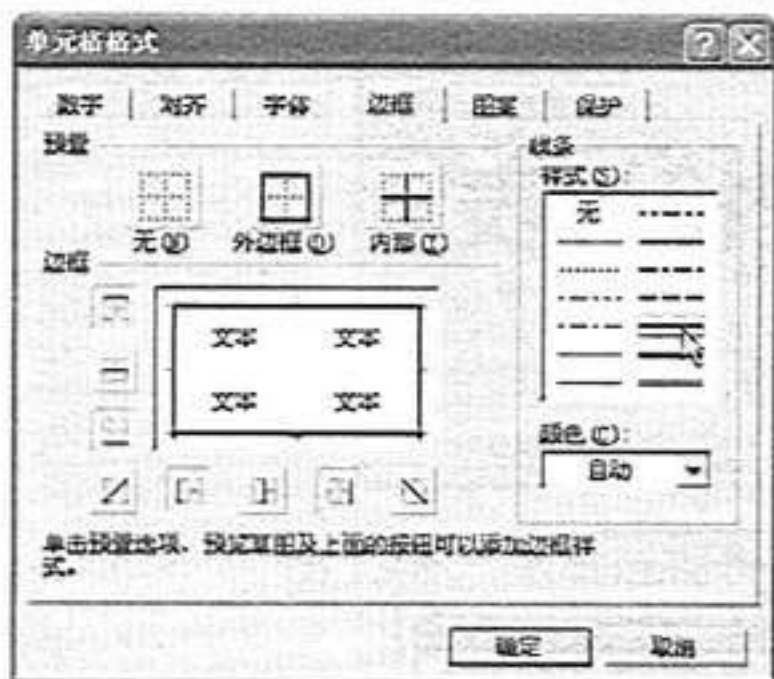 单元格格式
数字 对齐 字体 边框 图案 保护
预置
线条
样式(S):
无
无(N) 外边框(O) 内部(I)
边框
文本 文本
文本 文本
颜色(C):
自动
单击预置选项、预览草图及上面的按钮可以添加边框样
式。
确定 取消